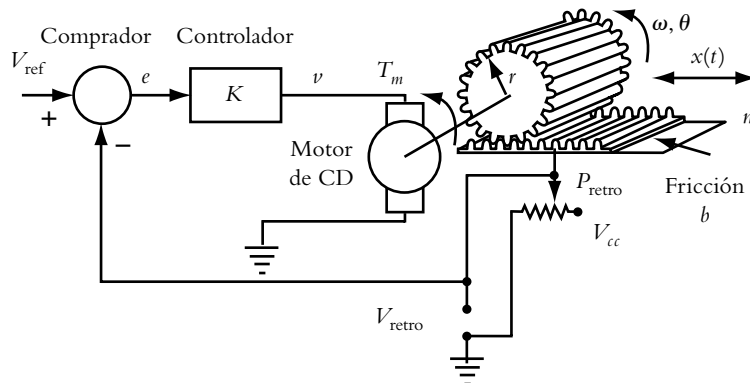 Comprador
Controlador
ω, θ
V_ref
e
K
v
T_m
r
x(t)
+
−
Motor
de CD
P_retro
Fricción
b
V_cc
V_retro